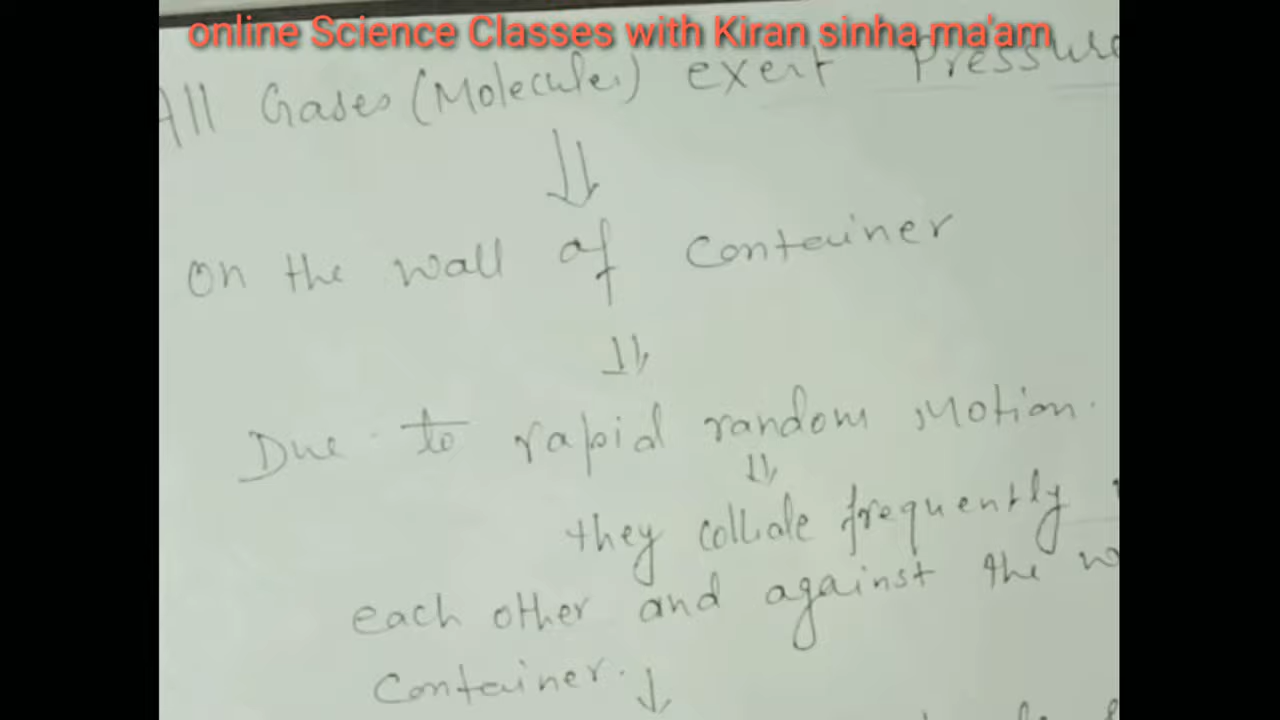 online Science Classes with Kiran sinha ma'am
All Gases (Molecules) exert Pressure
on the wall of container
Due to rapid random Motion.
they collide frequently
each other and against the
Container.